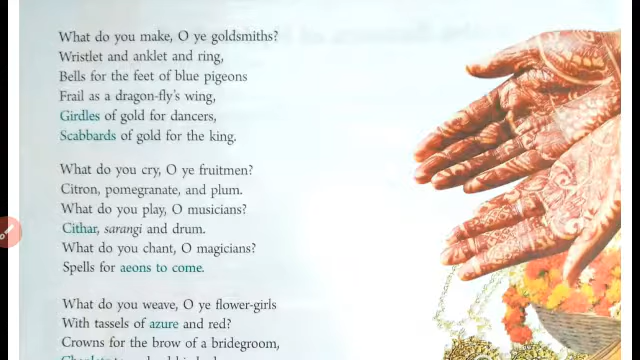 What do you make, O ye goldsmiths?
Wristlet and anklet and ring,
Bells for the feet of blue pigeons
Frail as a dragon-fly's wing,
Girdles of gold for dancers,
Scabbards of gold for the king.
What do you cry, O ye fruitmen?
Citron, pomegranate, and plum.
What do you play, O musicians?
Cithar, sarangi and drum.
What do you chant, O magicians?
Spells for aeons to come.
What do you weave, O ye flower-girls
With tassels of azure and red?
Crowns for the brow of a bridegroom,